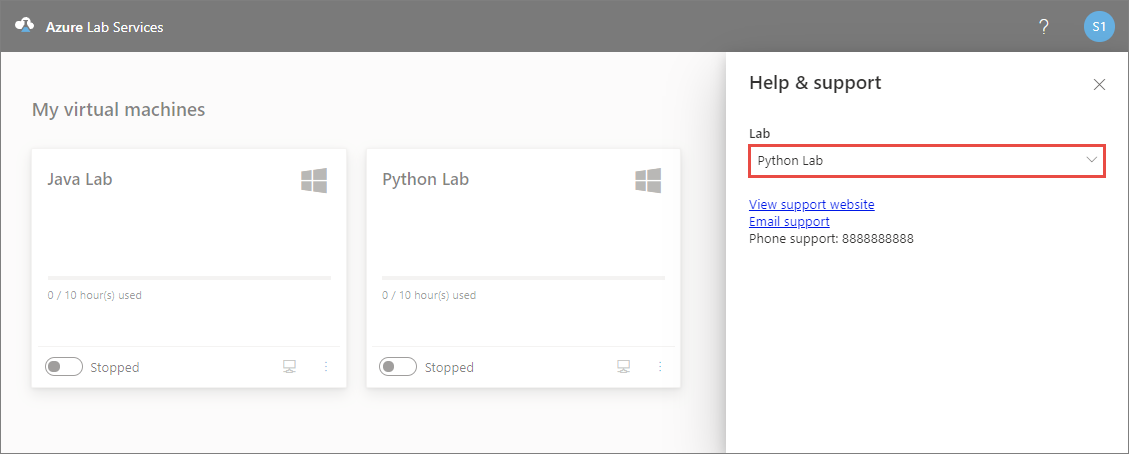 Azure Lab Services
?
S1
My virtual machines
Java Lab
0 / 10 hour(s) used
Stopped
Python Lab
0 / 10 hour(s) used
Stopped
Help & support
Lab
Python Lab
View support website
Email support
Phone support: 8888888888